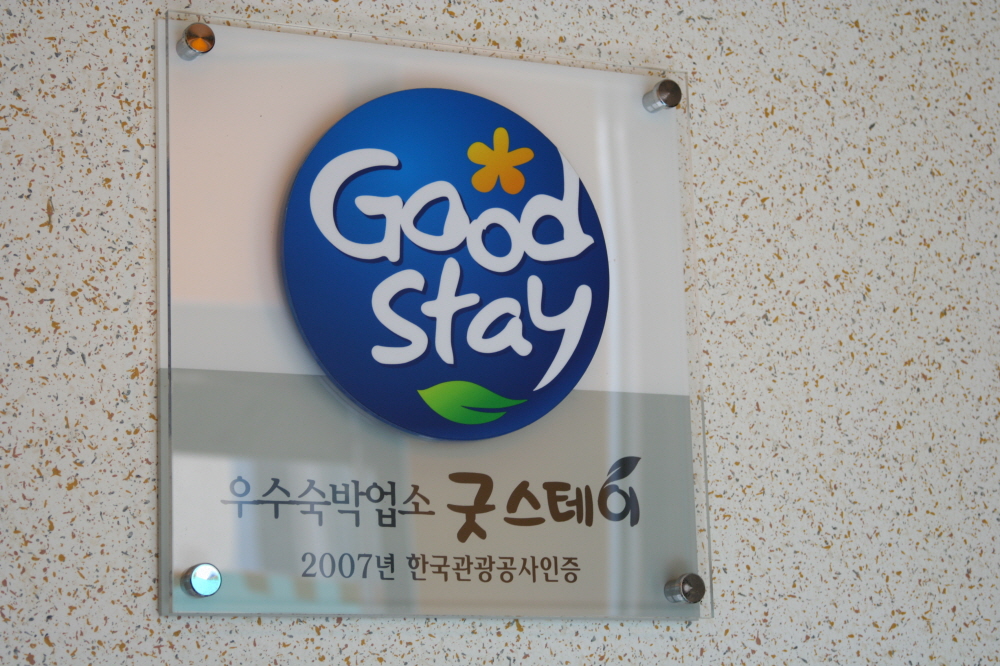 Good
Stay
우수숙박업소 굿스테이
2007년 한국관광공사인증